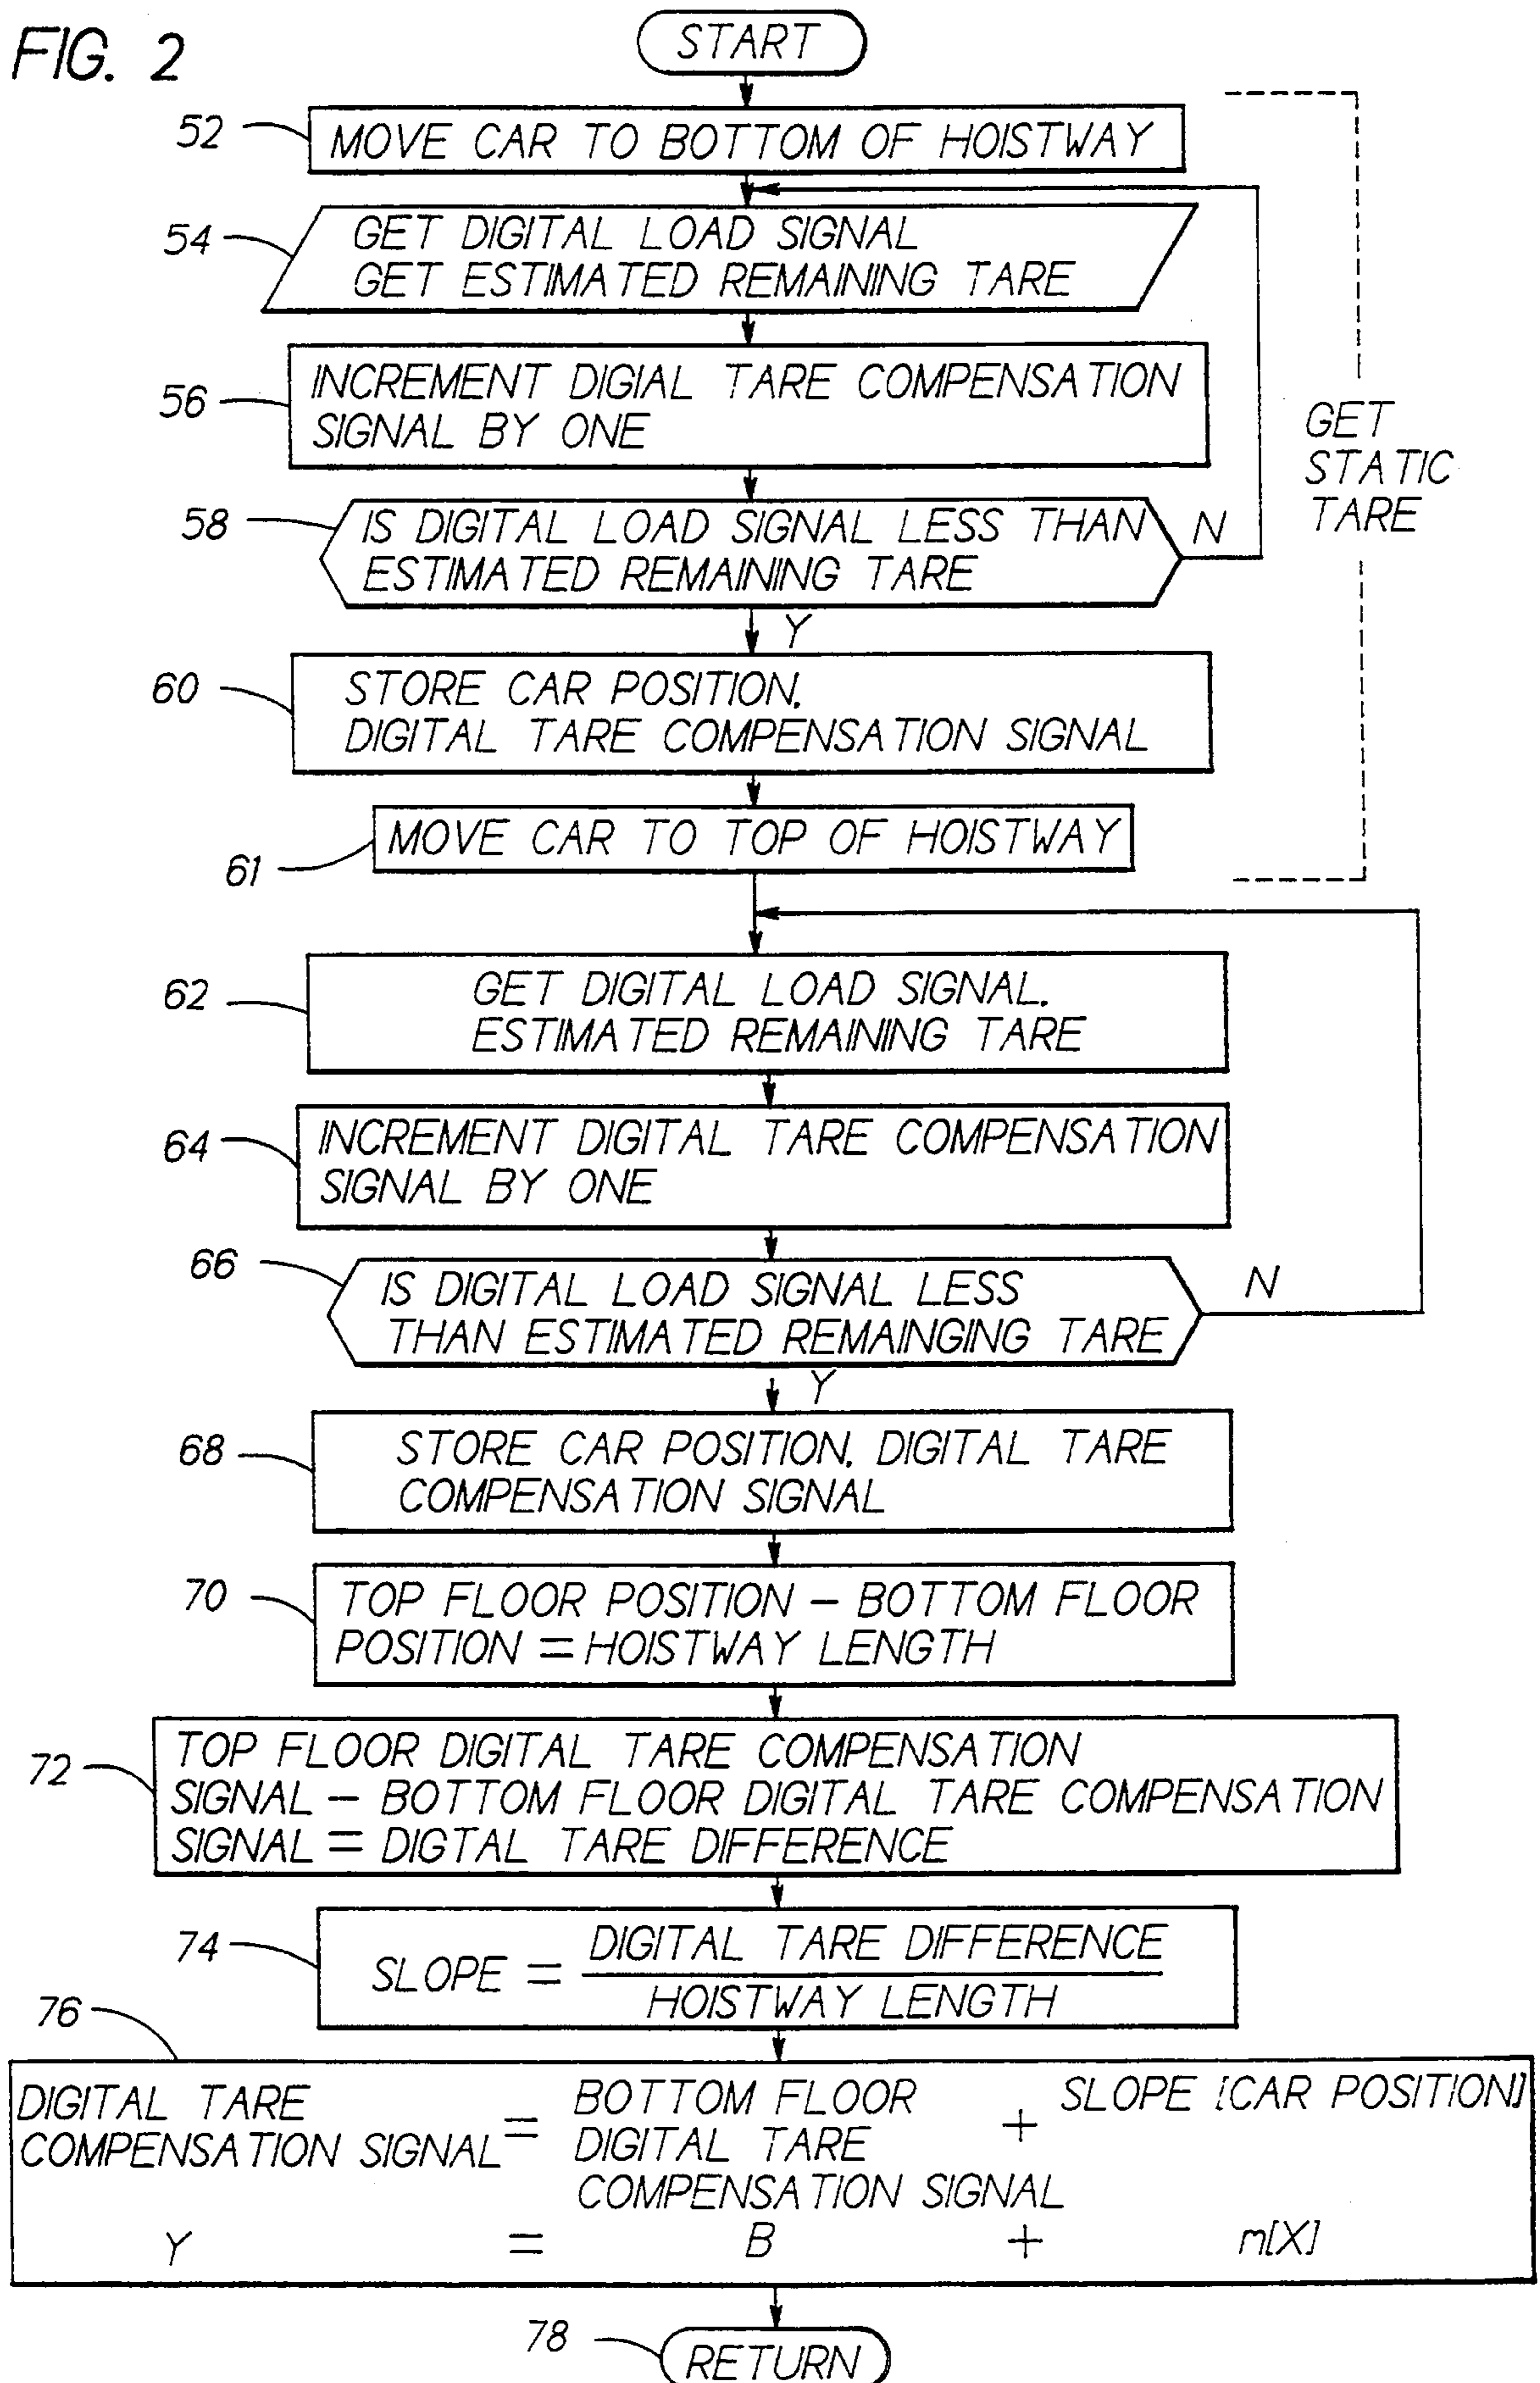 FIG. 2
START
52
MOVE CAR TO BOTTOM OF HOISTWAY
54
GET DIGITAL LOAD SIGNAL
GET ESTIMATED REMAINING TARE
56
INCREMENT DIGIAL TARE COMPENSATION
SIGNAL BY ONE
GET
STATIC
TARE
58
IS DIGITAL LOAD SIGNAL LESS THAN
ESTIMATED REMAINING TARE
N
Y
60
STORE CAR POSITION,
DIGITAL TARE COMPENSATION SIGNAL
61
MOVE CAR TO TOP OF HOISTWAY
62
GET DIGITAL LOAD SIGNAL,
ESTIMATED REMAINING TARE
64
INCREMENT DIGITAL TARE COMPENSATION
SIGNAL BY ONE
66
IS DIGITAL LOAD SIGNAL LESS
THAN ESTIMATED REMAINGING TARE
N
Y
68
STORE CAR POSITION, DIGITAL TARE
COMPENSATION SIGNAL
70
TOP FLOOR POSITION – BOTTOM FLOOR
POSITION = HOISTWAY LENGTH
72
TOP FLOOR DIGITAL TARE COMPENSATION
SIGNAL – BOTTOM FLOOR DIGITAL TARE COMPENSATION
SIGNAL = DIGTAL TARE DIFFERENCE
74
SLOPE = DIGITAL TARE DIFFERENCE
HOISTWAY LENGTH
76
DIGITAL TARE
COMPENSATION SIGNAL
=
BOTTOM FLOOR
DIGITAL TARE
COMPENSATION SIGNAL
+
SLOPE [CAR POSITION]
Y = B + m[X]
78
RETURN